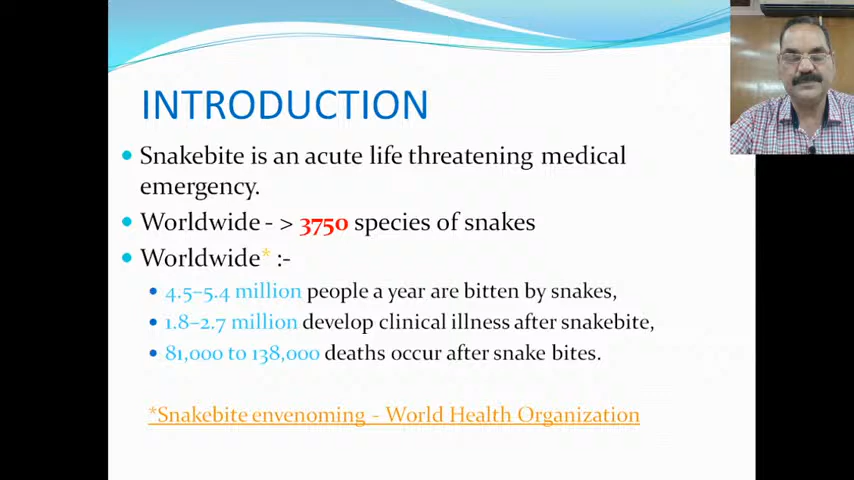 INTRODUCTION
Snakebite is an acute life threatening medical
emergency.
Worldwide - > 3750 species of snakes
Worldwide* :-
4.5–5.4 million people a year are bitten by snakes,
1.8–2.7 million develop clinical illness after snakebite,
81,000 to 138,000 deaths occur after snake bites.
*Snakebite envenoming - World Health Organization